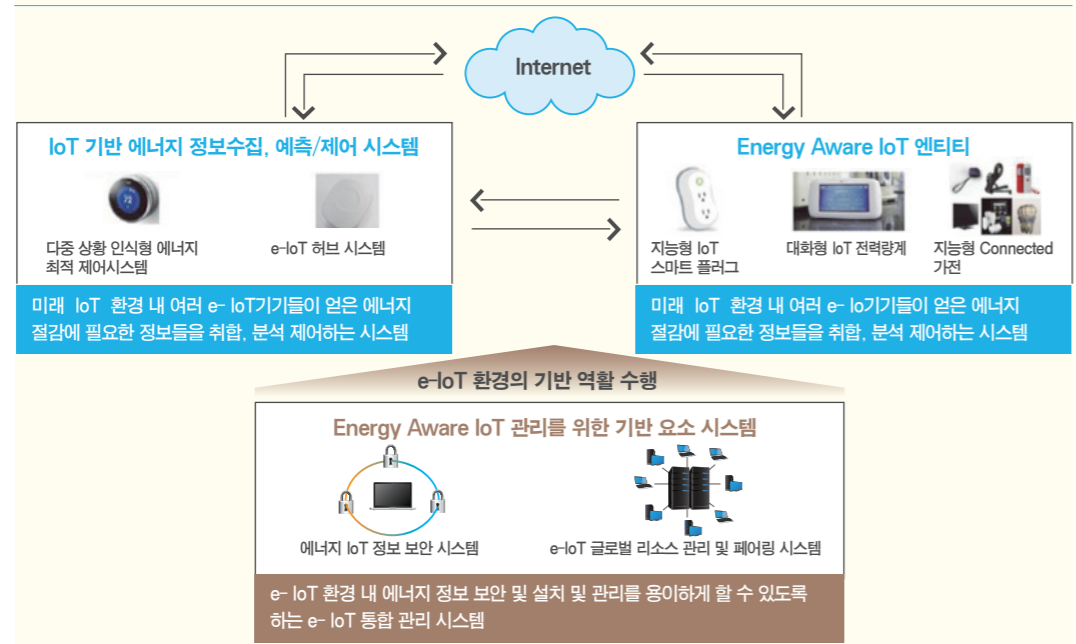 Internet
IoT 기반 에너지 정보수집, 예측/제어 시스템
다중 상황 인식형 에너지
최적 제어시스템
e-IoT 허브 시스템
미래 IoT 환경 내 여러 e- IoT기기들이 얻은 에너지
절감에 필요한 정보들을 취합, 분석 제어하는 시스템
Energy Aware IoT 엔티티
지능형 IoT
스마트 플러그
대화형 IoT 전력량계
지능형 Connected
가전
미래 IoT 환경 내 여러 e- Io기기들이 얻은 에너지
절감에 필요한 정보들을 취합, 분석 제어하는 시스템
e-IoT 환경의 기반 역활 수행
Energy Aware IoT 관리를 위한 기반 요소 시스템
에너지 IoT 정보 보안 시스템
e-IoT 글로벌 리소스 관리 및 페어링 시스템
e- IoT 환경 내 에너지 정보 보안 및 설치 및 관리를 용이하게 할 수 있도록
하는 e- IoT 통합 관리 시스템